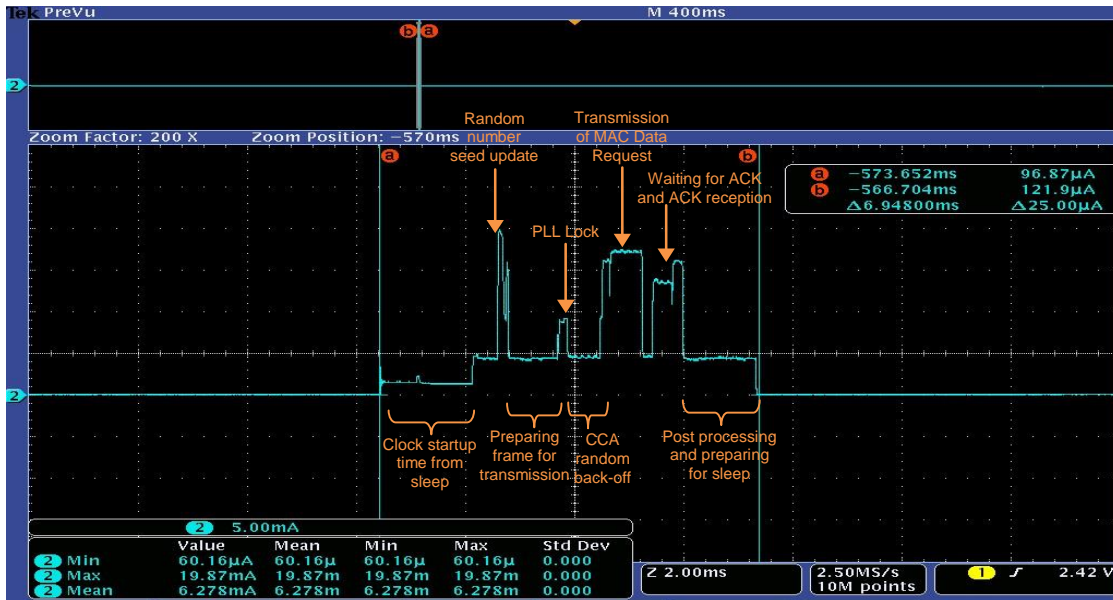 Tek PreVu M 400ms
b a
2
Zoom Factor: 200 X Zoom Position: -570ms
Random
number
seed update
Transmission
of MAC Data
Request
a
b
Waiting for ACK
and ACK reception
PLL Lock
a -573.652ms 96.87µA
b -566.704ms 121.9µA
Δ6.94800ms Δ25.00µA
2
Clock startup
time from
sleep
Preparing
frame for
transmission
CCA
random
back-off
Post processing
and preparing
for sleep
2 5.00mA
Value Mean Min Max Std Dev
2 Min 60.16µA 60.16µ 60.16µ 60.16µ 0.000
2 Max 19.87mA 19.87m 19.87m 19.87m 0.000
2 Mean 6.278mA 6.278m 6.278m 6.278m 0.000
Z 2.00ms
2.50MS/s
10M points
1 2.42 V